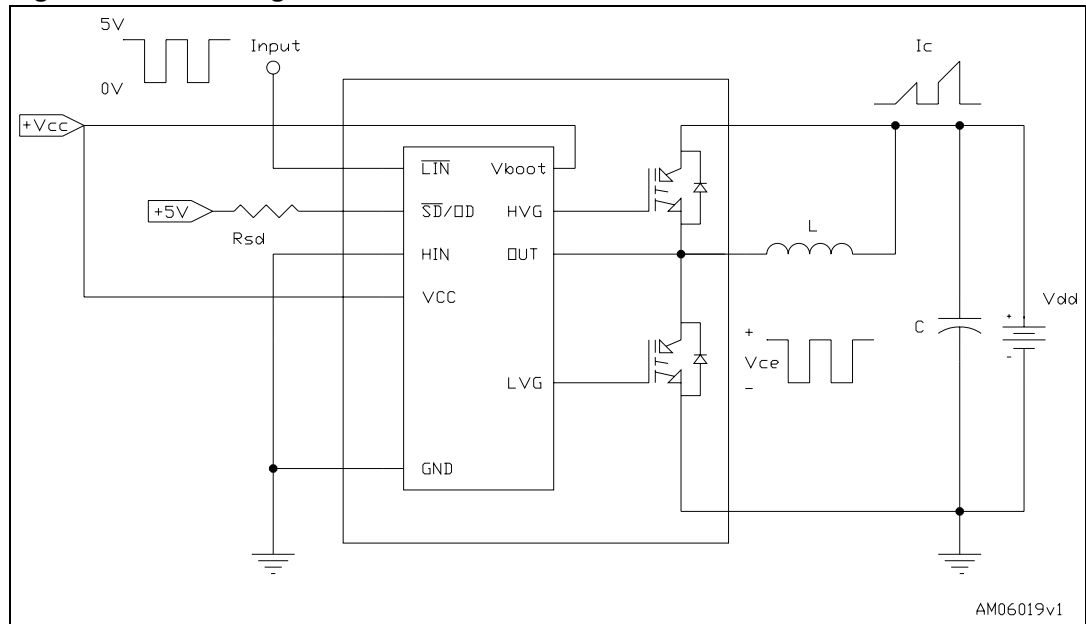 5V
0V
Input
Ic
+Vcc
LIN
Vboot
+5V
Rsd
SD/OD
HVG
HIN
OUT
L
VCC
C
+
-
Vdd
+
Vce
-
LVG
GND
AM06019v1